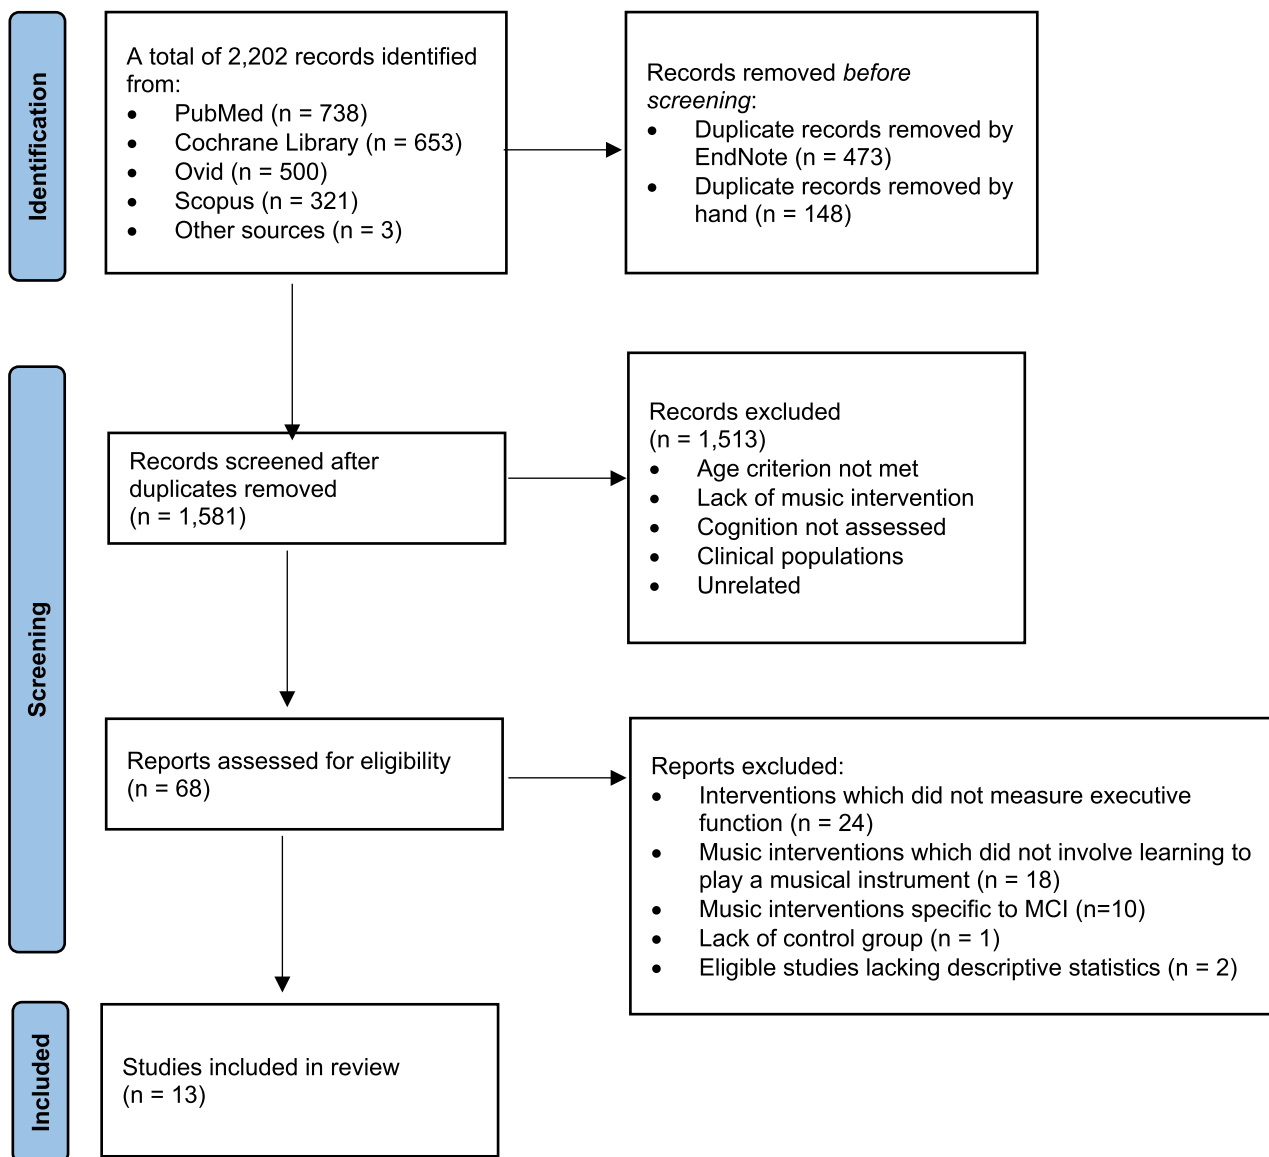 Identification
A total of 2,202 records identified
from:
• PubMed (n = 738)
• Cochrane Library (n = 653)
• Ovid (n = 500)
• Scopus (n = 321)
• Other sources (n = 3)
Records removed before
screening:
• Duplicate records removed by
EndNote (n = 473)
• Duplicate records removed by
hand (n = 148)
Screening
Records screened after
duplicates removed
(n = 1,581)
Records excluded
(n = 1,513)
• Age criterion not met
• Lack of music intervention
• Cognition not assessed
• Clinical populations
• Unrelated
Reports assessed for eligibility
(n = 68)
Reports excluded:
• Interventions which did not measure executive
function (n = 24)
• Music interventions which did not involve learning to
play a musical instrument (n = 18)
• Music interventions specific to MCI (n=10)
• Lack of control group (n = 1)
• Eligible studies lacking descriptive statistics (n = 2)
Included
Studies included in review
(n = 13)